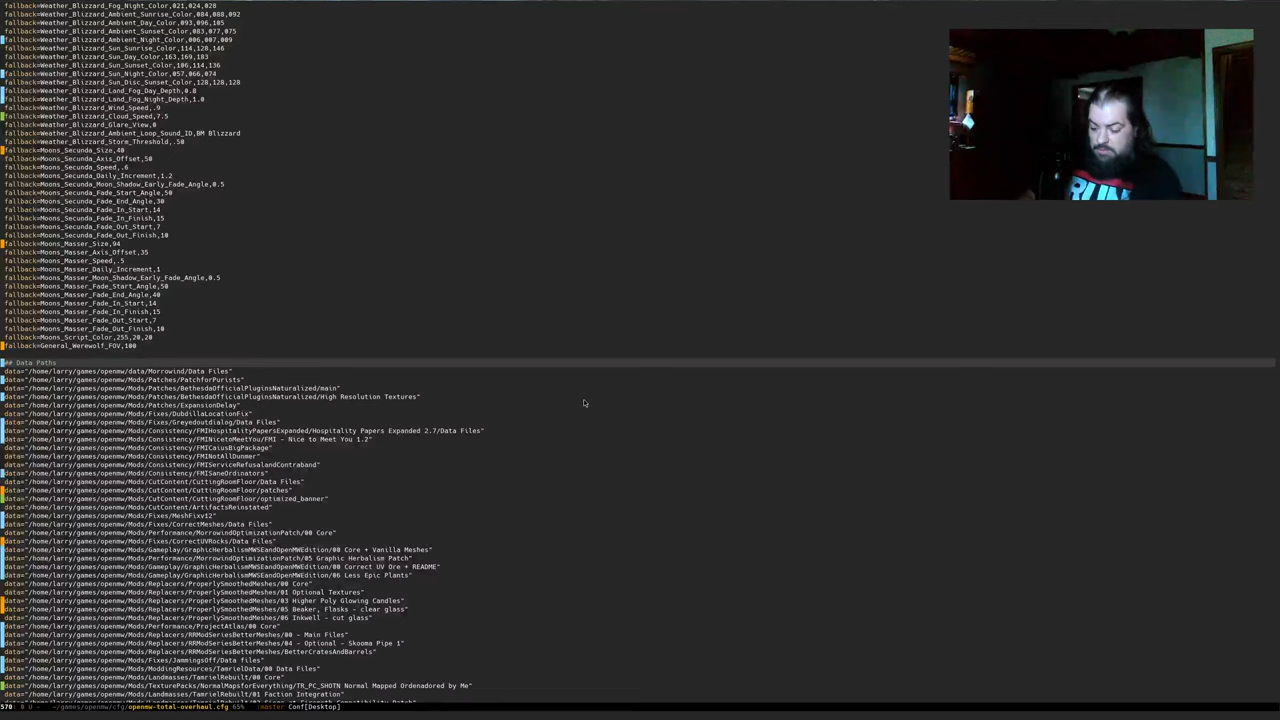 fallback=Weather_Blizzard_Fog_Night_Color,021,024,028
fallback=Weather_Blizzard_Ambient_Sunrise_Color,084,088,092
fallback=Weather_Blizzard_Ambient_Day_Color,093,096,105
fallback=Weather_Blizzard_Ambient_Sunset_Color,083,077,075
fallback=Weather_Blizzard_Ambient_Night_Color,006,007,009
fallback=Weather_Blizzard_Sun_Sunrise_Color,114,128,146
fallback=Weather_Blizzard_Sun_Day_Color,163,169,183
fallback=Weather_Blizzard_Sun_Sunset_Color,106,114,136
fallback=Weather_Blizzard_Sun_Night_Color,057,066,074
fallback=Weather_Blizzard_Sun_Disc_Sunset_Color,128,128,128
fallback=Weather_Blizzard_Land_Fog_Day_Depth,0.8
fallback=Weather_Blizzard_Land_Fog_Night_Depth,1.0
fallback=Weather_Blizzard_Wind_Speed,.9
fallback=Weather_Blizzard_Cloud_Speed,7.5
fallback=Weather_Blizzard_Glare_View,0
fallback=Weather_Blizzard_Ambient_Loop_Sound_ID,BM Blizzard
fallback=Weather_Blizzard_Storm_Threshold,.50
fallback=Moons_Secunda_Size,40
fallback=Moons_Secunda_Axis_Offset,50
fallback=Moons_Secunda_Speed,.6
fallback=Moons_Secunda_Daily_Increment,1.2
fallback=Moons_Secunda_Moon_Shadow_Early_Fade_Angle,0.5
fallback=Moons_Secunda_Fade_Start_Angle,50
fallback=Moons_Secunda_Fade_End_Angle,30
fallback=Moons_Secunda_Fade_In_Start,14
fallback=Moons_Secunda_Fade_In_Finish,15
fallback=Moons_Secunda_Fade_Out_Start,7
fallback=Moons_Secunda_Fade_Out_Finish,10
fallback=Moons_Masser_Size,94
fallback=Moons_Masser_Axis_Offset,35
fallback=Moons_Masser_Speed,.5
fallback=Moons_Masser_Daily_Increment,1
fallback=Moons_Masser_Moon_Shadow_Early_Fade_Angle,0.5
fallback=Moons_Masser_Fade_Start_Angle,50
fallback=Moons_Masser_Fade_End_Angle,40
fallback=Moons_Masser_Fade_In_Start,14
fallback=Moons_Masser_Fade_In_Finish,15
fallback=Moons_Masser_Fade_Out_Start,7
fallback=Moons_Masser_Fade_Out_Finish,10
fallback=Moons_Script_Color,255,20,20
fallback=General_Werewolf_FOV,100
## Data Paths
data="/home/larry/games/openmw/data/Morrowind/Data Files"
data="/home/larry/games/openmw/Mods/Patches/PatchforPurists"
data="/home/larry/games/openmw/Mods/Patches/BethesdaOfficialPluginsNaturalized/main"
data="/home/larry/games/openmw/Mods/Patches/BethesdaOfficialPluginsNaturalized/High Resolution Textures"
data="/home/larry/games/openmw/Mods/Patches/ExpansionDelay"
data="/home/larry/games/openmw/Mods/Fixes/DubdillaLocationFix"
data="/home/larry/games/openmw/Mods/Fixes/Greyedoutdialog/Data Files"
data="/home/larry/games/openmw/Mods/Consistency/FMIHospitalityPapersExpanded/Hospitality Papers Expanded 2.7/Data Files"
data="/home/larry/games/openmw/Mods/Consistency/FMINicetoMeetYou/FMI - Nice to Meet You 1.2"
data="/home/larry/games/openmw/Mods/Consistency/FMICaiusBigPackage"
data="/home/larry/games/openmw/Mods/Consistency/FMINotAllDunmer"
data="/home/larry/games/openmw/Mods/Consistency/FMIServiceRefusalandContraband"
data="/home/larry/games/openmw/Mods/Consistency/FMISaneOrdinators"
data="/home/larry/games/openmw/Mods/CutContent/CuttingRoomFloor/Data Files"
data="/home/larry/games/openmw/Mods/CutContent/CuttingRoomFloor/patches"
data="/home/larry/games/openmw/Mods/CutContent/CuttingRoomFloor/optimized_banner"
data="/home/larry/games/openmw/Mods/CutContent/ArtifactsReinstated"
data="/home/larry/games/openmw/Mods/Fixes/MeshFixv12"
data="/home/larry/games/openmw/Mods/Fixes/CorrectMeshes/Data Files"
data="/home/larry/games/openmw/Mods/Performance/MorrowindOptimizationPatch/00 Core"
data="/home/larry/games/openmw/Mods/Fixes/CorrectUVRocks/Data Files"
data="/home/larry/games/openmw/Mods/Gameplay/GraphicHerbalismMWSEandOpenMWEdition/00 Core + Vanilla Meshes"
data="/home/larry/games/openmw/Mods/Performance/MorrowindOptimizationPatch/05 Graphic Herbalism Patch"
data="/home/larry/games/openmw/Mods/Gameplay/GraphicHerbalismMWSEandOpenMWEdition/00 Correct UV Ore + README"
data="/home/larry/games/openmw/Mods/Gameplay/GraphicHerbalismMWSEandOpenMWEdition/06 Less Epic Plants"
data="/home/larry/games/openmw/Mods/Replacers/ProperlySmoothedMeshes/00 Core"
data="/home/larry/games/openmw/Mods/Replacers/ProperlySmoothedMeshes/01 Optional Textures"
data="/home/larry/games/openmw/Mods/Replacers/ProperlySmoothedMeshes/03 Higher Poly Glowing Candles"
data="/home/larry/games/openmw/Mods/Replacers/ProperlySmoothedMeshes/05 Beaker, Flasks - clear glass"
data="/home/larry/games/openmw/Mods/Replacers/ProperlySmoothedMeshes/06 Inkwell - cut glass"
data="/home/larry/games/openmw/Mods/Performance/ProjectAtlas/00 Core"
data="/home/larry/games/openmw/Mods/Replacers/RRModSeriesBetterMeshes/00 - Main Files"
data="/home/larry/games/openmw/Mods/Replacers/RRModSeriesBetterMeshes/04 - Optional - Skooma Pipe 1"
data="/home/larry/games/openmw/Mods/Replacers/RRModSeriesBetterMeshes/BetterCratesAndBarrels"
data="/home/larry/games/openmw/Mods/Fixes/JammingsOff/Data files"
data="/home/larry/games/openmw/Mods/ModdingResources/TamrielData/00 Data Files"
data="/home/larry/games/openmw/Mods/Landmasses/TamrielRebuilt/00 Core"
data="/home/larry/games/openmw/Mods/TexturePacks/NormalMapsforEverything/TR_PC_SHOTN Normal Mapped Ordenadored by Me"
data="/home/larry/games/openmw/Mods/Landmasses/TamrielRebuilt/01 Faction Integration"
570: 0 U - ~/games/openmw/cfg/openmw-total-overhaul.cfg 65% :master Conf[Desktop]